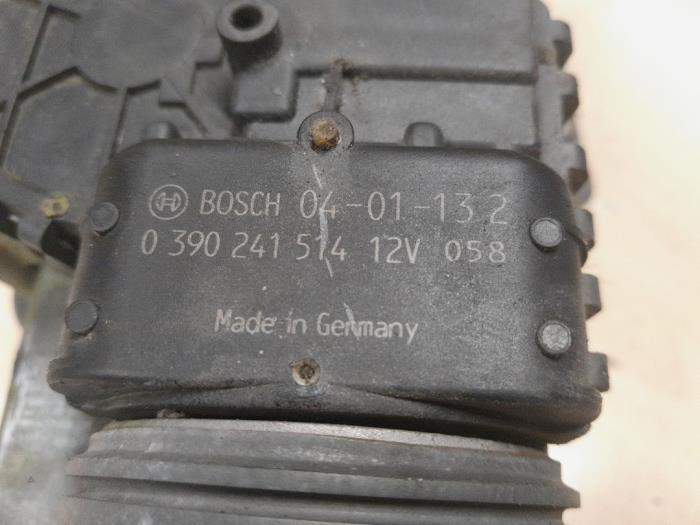 BOSCH 04-01-13 2
0 390 241 514 12V 058
Made in Germany